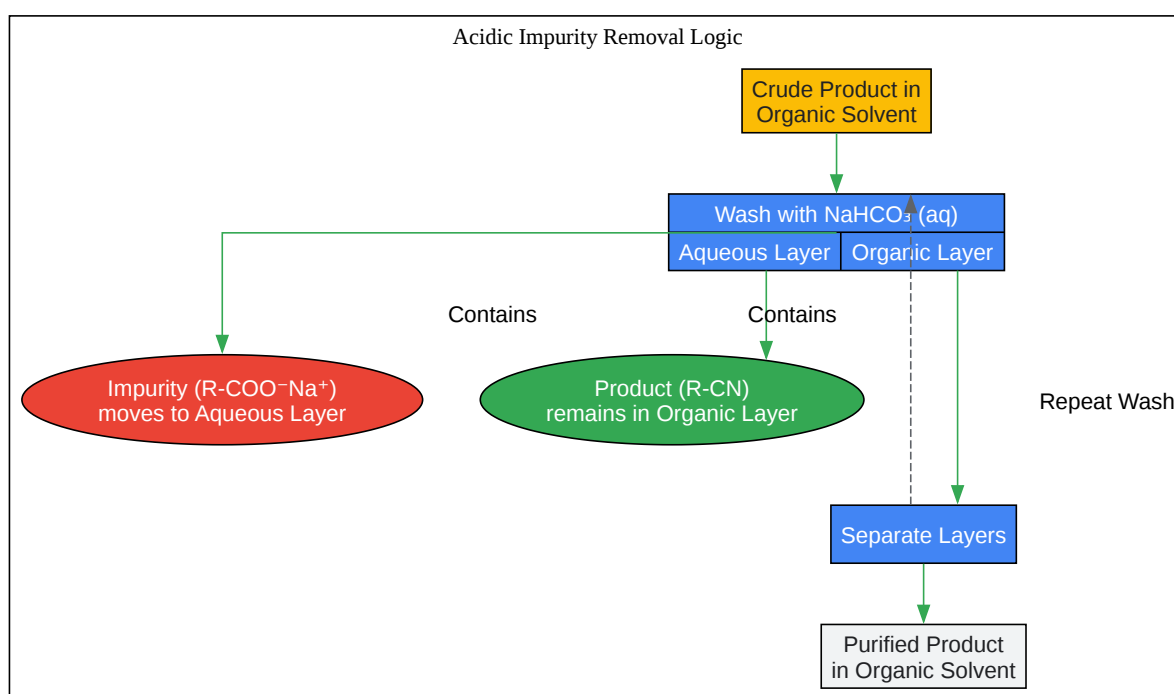 Acidic Impurity Removal Logic
Crude Product in
Organic Solvent
Wash with NaHCO₃ (aq)
Aqueous Layer
Organic Layer
Contains
Contains
Impurity (R-COO⁻Na⁺)
moves to Aqueous Layer
Product (R-CN)
remains in Organic Layer
Repeat Wash
Separate Layers
Purified Product
in Organic Solvent